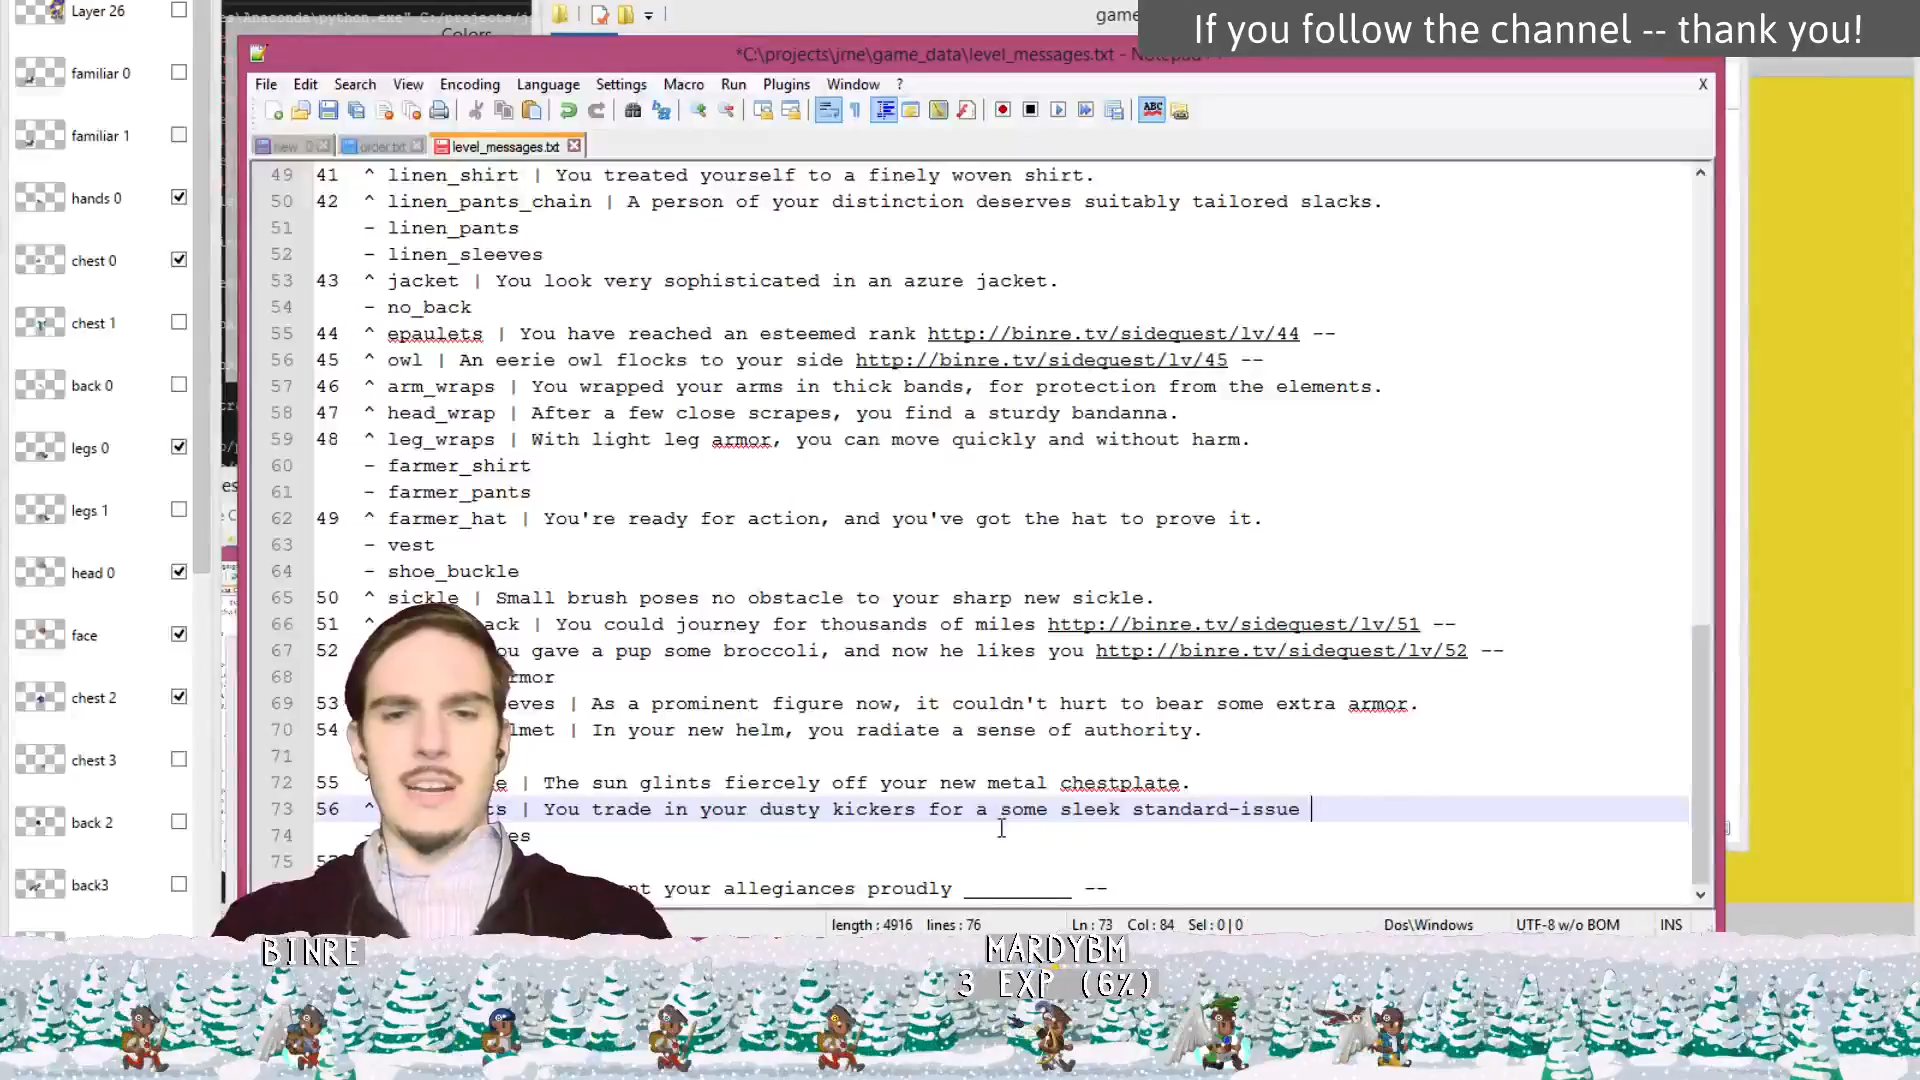 Layer 26
familiar 0
familiar 1
hands 0
chest 0
chest 1
back 0
legs 0
legs 1
head 0
face
chest 2
chest 3
back 2
back3
Colors
If you follow the channel -- thank you!
*C:\projects\jme\game_data\level_messages.txt - Notepad++
File Edit Search View Encoding Language Settings Macro Run Plugins Window ? X
new 0 order.txt level_messages.txt
49 41 ^ linen_shirt | You treated yourself to a finely woven shirt.
50 42 ^ linen_pants_chain | A person of your distinction deserves suitably tailored slacks.
51 - linen_pants
52 - linen_sleeves
53 43 ^ jacket | You look very sophisticated in an azure jacket.
54 - no_back
55 44 ^ epaulets | You have reached an esteemed rank http://binre.tv/sidequest/lv/44 --
56 45 ^ owl | An eerie owl flocks to your side http://binre.tv/sidequest/lv/45 --
57 46 ^ arm_wraps | You wrapped your arms in thick bands, for protection from the elements.
58 47 ^ head_wrap | After a few close scrapes, you find a sturdy bandanna.
59 48 ^ leg_wraps | With light leg armor, you can move quickly and without harm.
60 - farmer_shirt
61 - farmer_pants
62 49 ^ farmer_hat | You're ready for action, and you've got the hat to prove it.
63 - vest
64 - shoe_buckle
65 50 ^ sickle | Small brush poses no obstacle to your sharp new sickle.
66 51 ^ ack | You could journey for thousands of miles http://binre.tv/sidequest/lv/51 --
67 52 ou gave a pup some broccoli, and now he likes you http://binre.tv/sidequest/lv/52 --
68 rmor
69 53 eves | As a prominent figure now, it couldn't hurt to bear some extra armor.
70 54 lmet | In your new helm, you radiate a sense of authority.
71
72 55 e | The sun glints fiercely off your new metal chestplate.
73 56 ^ ts | You trade in your dusty kickers for a some sleek standard-issue
74 - es
75
nt your allegiances proudly _________ --
length : 4916 lines : 76 Ln : 73 Col : 84 Sel : 0 | 0 Dos\Windows UTF-8 w/o BOM INS
BINRE
MARDYBM
3 EXP (6%)